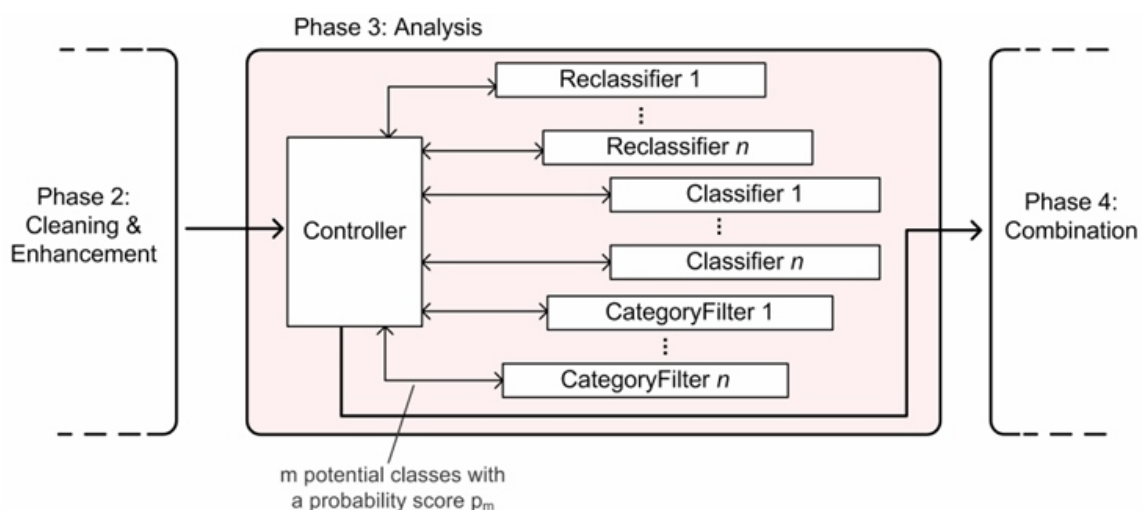 Phase 3: Analysis
Reclassifier 1
Reclassifier n
Phase 2:
Cleaning &
Enhancement
Controller
Classifier 1
Classifier n
CategoryFilter 1
CategoryFilter n
Phase 4:
Combination
m potential classes with
a probability score pₘ